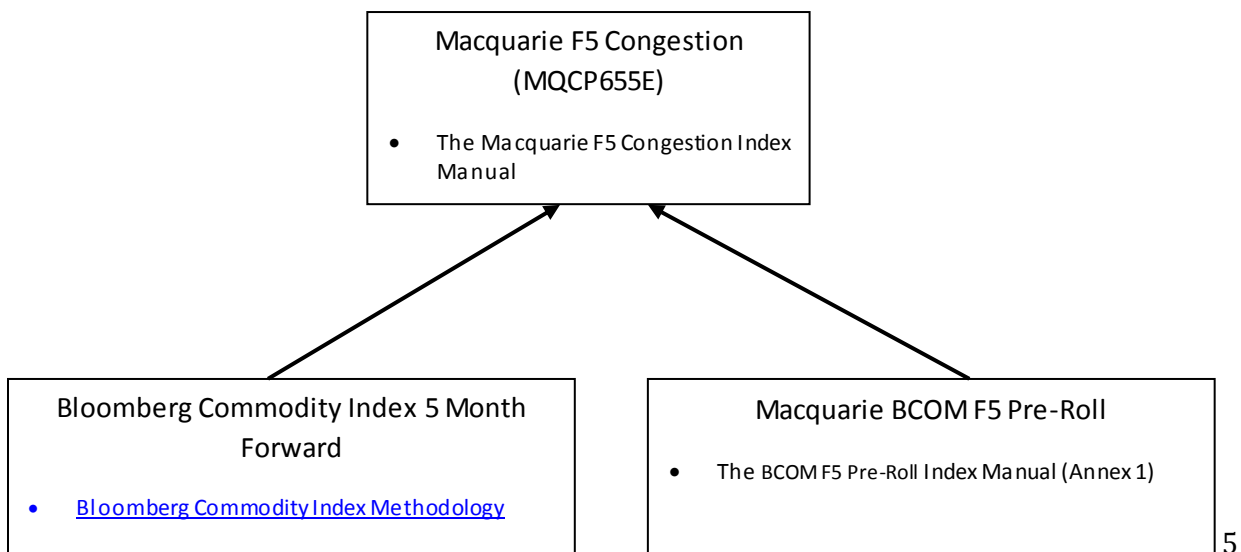 Macquarie F5 Congestion
(MQCP655E)
• The Macquarie F5 Congestion Index
Manual
Bloomberg Commodity Index 5 Month
Forward
• Bloomberg Commodity Index Methodology
Macquarie BCOM F5 Pre-Roll
• The BCOM F5 Pre-Roll Index Manual (Annex 1)
5